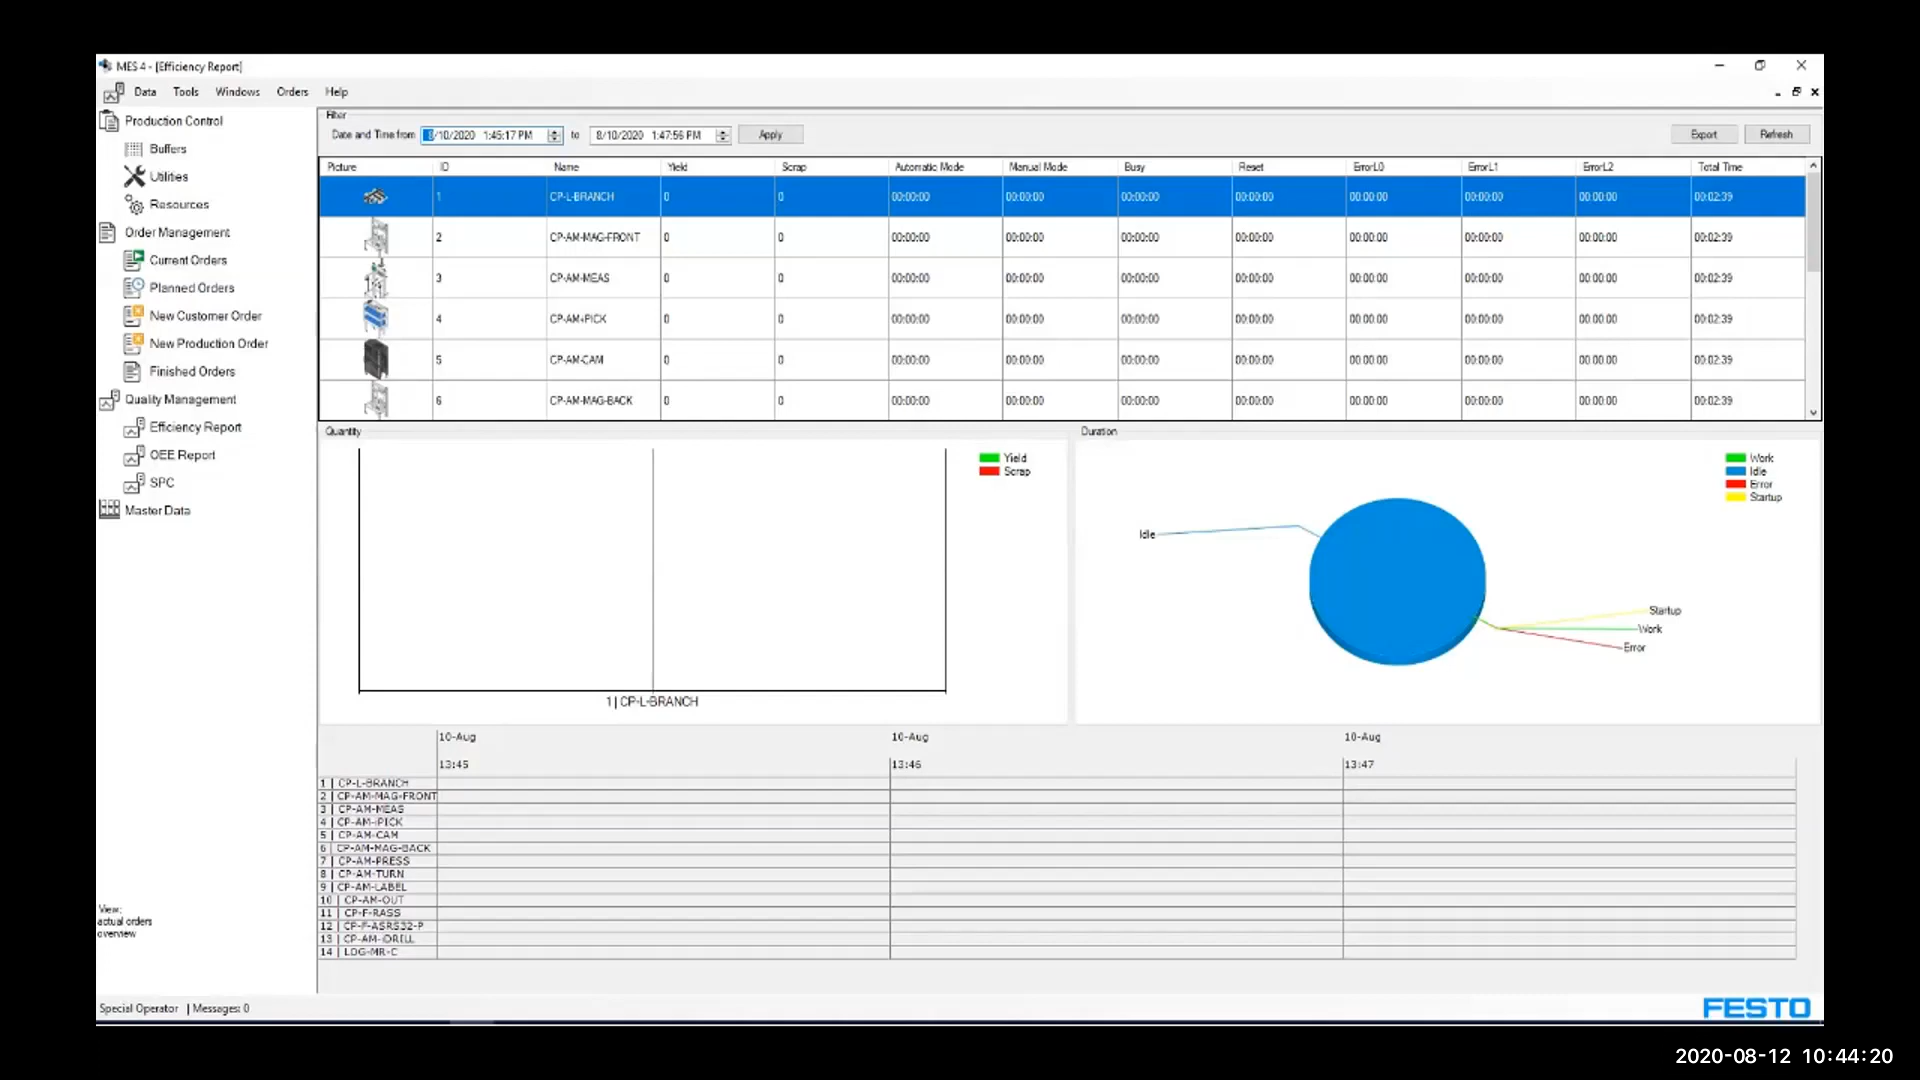 MES 4 - [Efficiency Report]
Data Tools Windows Orders Help
Production Control
Buffers
Utilities
Resources
Order Management
Current Orders
Planned Orders
New Customer Order
New Production Order
Finished Orders
Quality Management
Efficiency Report
OEE Report
SPC
Master Data
View:
actual orders
overview
Filter
Date and Time from 8/10/2020 1:45:17 PM to 8/10/2020 1:47:56 PM Apply Export Refresh
Picture ID Name Yield Scrap Automatic Mode Manual Mode Busy Reset ErrorL0 ErrorL1 ErrorL2 Total Time
1 CP-L-BRANCH 0 0 00:00:00 00:00:00 00:00:00 00:00:00 00:00:00 00:00:00 00:00:00 00:02:39
2 CP-AM-MAG-FRONT 0 0 00:00:00 00:00:00 00:00:00 00:00:00 00:00:00 00:00:00 00:00:00 00:02:39
3 CP-AM-MEAS 0 0 00:00:00 00:00:00 00:00:00 00:00:00 00:00:00 00:00:00 00:00:00 00:02:39
4 CP-AM-iPICK 0 0 00:00:00 00:00:00 00:00:00 00:00:00 00:00:00 00:00:00 00:00:00 00:02:39
5 CP-AM-CAM 0 0 00:00:00 00:00:00 00:00:00 00:00:00 00:00:00 00:00:00 00:00:00 00:02:39
6 CP-AM-MAG-BACK 0 0 00:00:00 00:00:00 00:00:00 00:00:00 00:00:00 00:00:00 00:00:00 00:02:39
Quantity
Yield
Scrap
1 | CP-L-BRANCH
Duration
Work
Idle
Error
Startup
Idle
Startup
Work
Error
10-Aug 10-Aug 10-Aug
13:45 13:46 13:47
1 | CP-L-BRANCH
2 | CP-AM-MAG-FRONT
3 | CP-AM-MEAS
4 | CP-AM-iPICK
5 | CP-AM-CAM
6 | CP-AM-MAG-BACK
7 | CP-AM-PRESS
8 | CP-AM-TURN
9 | CP-AM-LABEL
10 | CP-AM-OUT
11 | CP-F-RASS
12 | CP-F-ASRS32-P
13 | CP-AM-iDRILL
14 | LOG-MR-C
Special Operator | Messages: 0
FESTO
2020-08-12 10:44:20